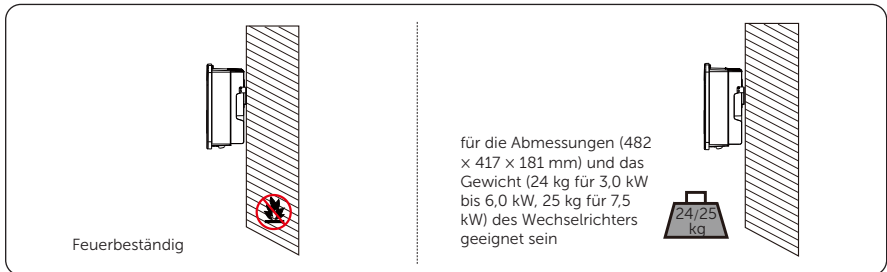 Feuerbeständig
für die Abmessungen (482
× 417 × 181 mm) und das
Gewicht (24 kg für 3,0 kW
bis 6,0 kW, 25 kg für 7,5
kW) des Wechselrichters
geeignet sein
24/25
kg